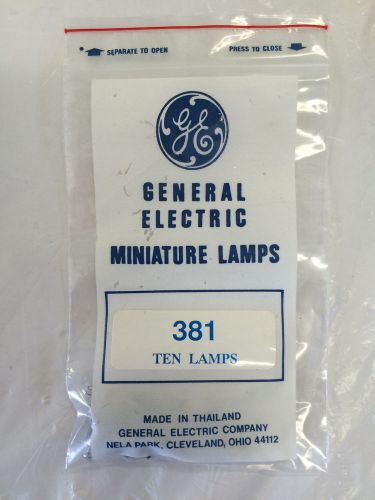 SEPARATE TO OPEN PRESS TO CLOSE
GE
GENERAL
ELECTRIC
MINIATURE LAMPS
381
TEN LAMPS
MADE IN THAILAND
GENERAL ELECTRIC COMPANY
NELA PARK, CLEVELAND, OHIO 44112